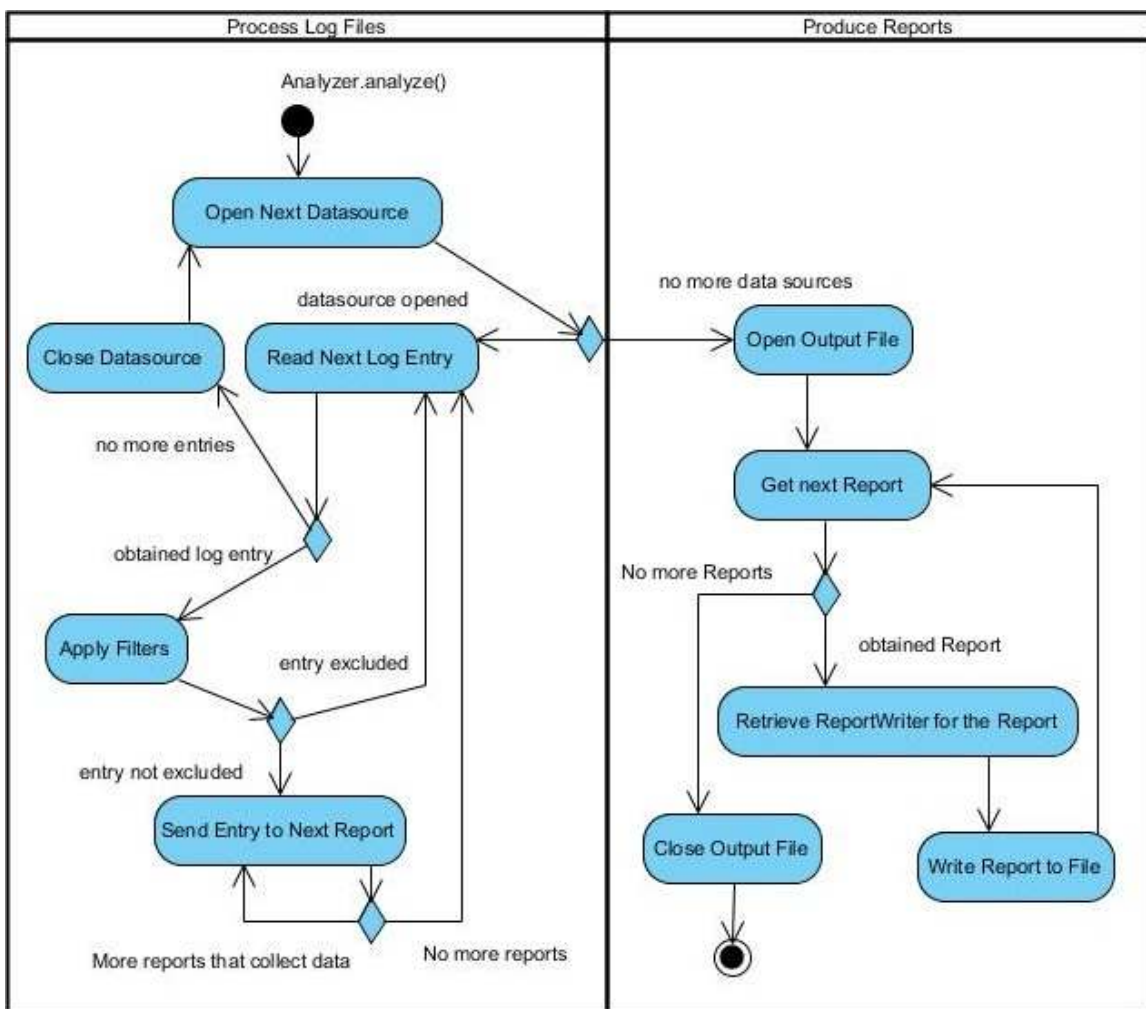 Process Log Files
Produce Reports
Analyzer.analyze()
Open Next Datasource
datasource opened
no more data sources
Close Datasource
Read Next Log Entry
Open Output File
no more entries
Get next Report
obtained log entry
No more Reports
Apply Filters
entry excluded
obtained Report
Retrieve ReportWriter for the Report
entry not excluded
Send Entry to Next Report
Close Output File
Write Report to File
More reports that collect data
No more reports